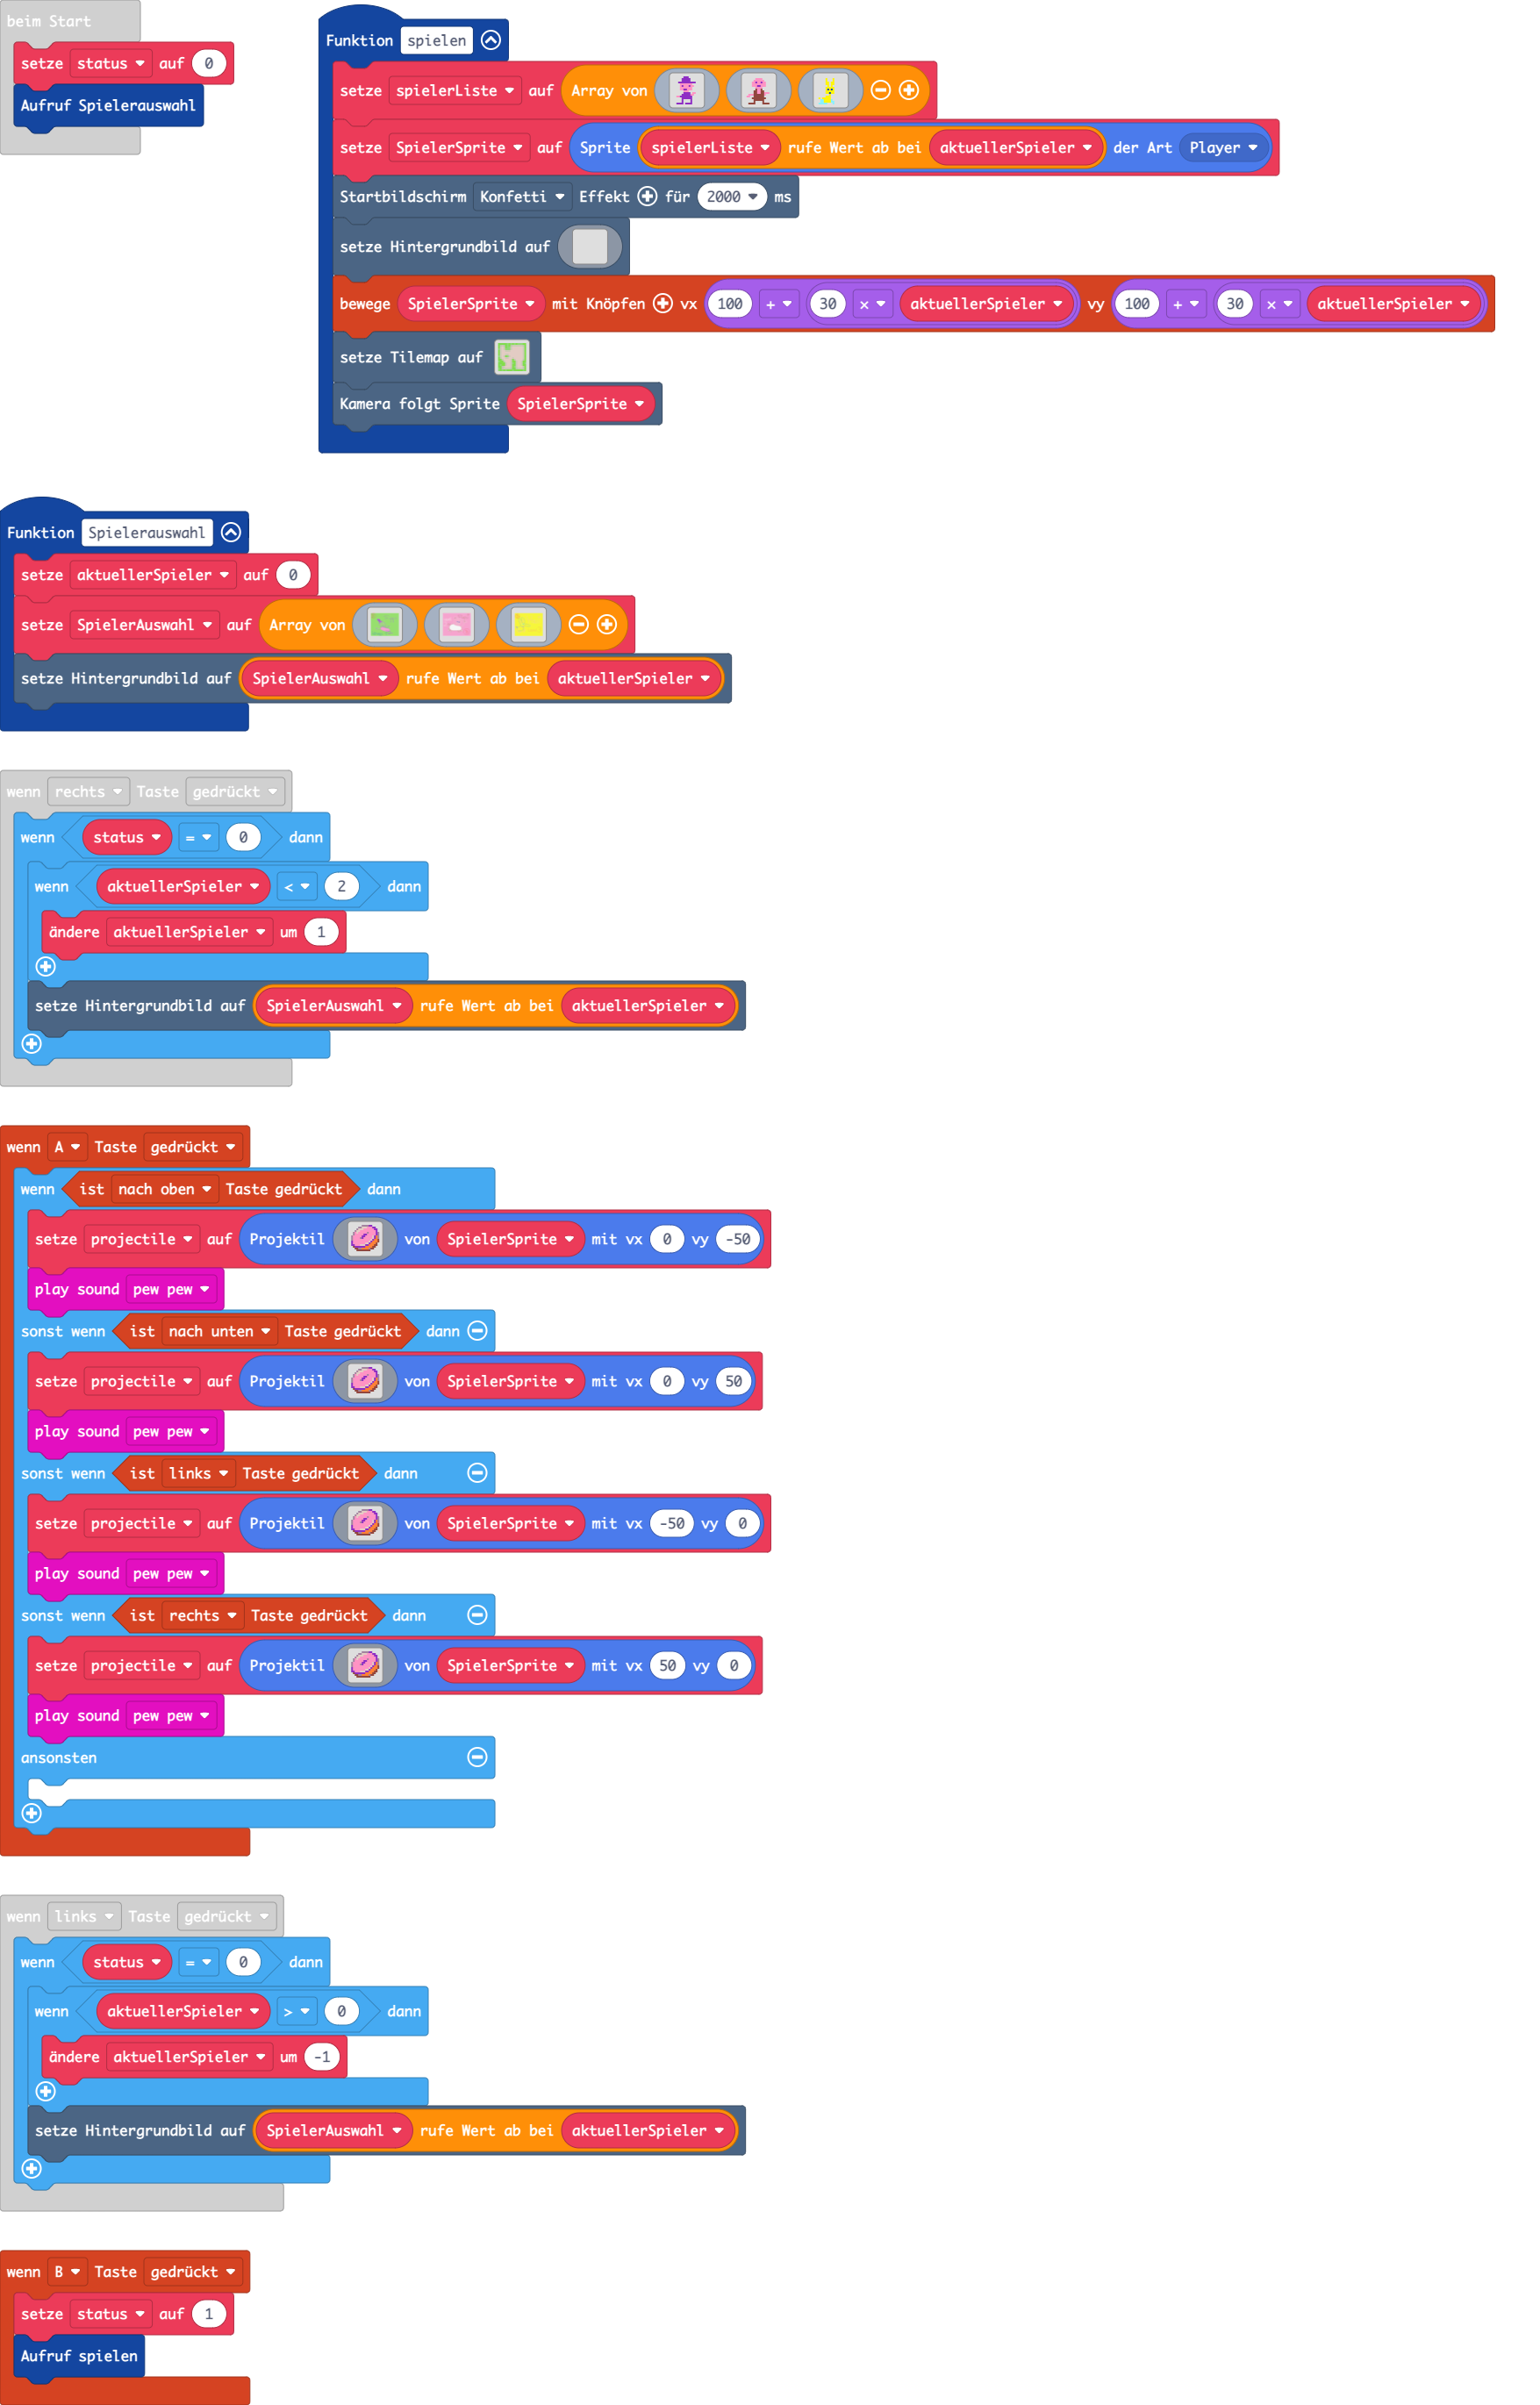 beim Start
setze status auf 0
Aufruf Spielerauswahl
Funktion spielen
setze spielerListe auf Array von
setze SpielerSprite auf Sprite spielerListe rufe Wert ab bei aktuellerSpieler der Art Player
Startbildschirm Konfetti Effekt für 2000 ms
setze Hintergrundbild auf
bewege SpielerSprite mit Knöpfen vx 100 + 30 × aktuellerSpieler vy 100 + 30 × aktuellerSpieler
setze Tilemap auf
Kamera folgt Sprite SpielerSprite
Funktion Spielerauswahl
setze aktuellerSpieler auf 0
setze SpielerAuswahl auf Array von
setze Hintergrundbild auf SpielerAuswahl rufe Wert ab bei aktuellerSpieler
wenn rechts Taste gedrückt
wenn status = 0 dann
wenn aktuellerSpieler < 2 dann
ändere aktuellerSpieler um 1
setze Hintergrundbild auf SpielerAuswahl rufe Wert ab bei aktuellerSpieler
wenn A Taste gedrückt
wenn ist nach oben Taste gedrückt dann
setze projectile auf Projektil von SpielerSprite mit vx 0 vy -50
play sound pew pew
sonst wenn ist nach unten Taste gedrückt dann
setze projectile auf Projektil von SpielerSprite mit vx 0 vy 50
play sound pew pew
sonst wenn ist links Taste gedrückt dann
setze projectile auf Projektil von SpielerSprite mit vx -50 vy 0
play sound pew pew
sonst wenn ist rechts Taste gedrückt dann
setze projectile auf Projektil von SpielerSprite mit vx 50 vy 0
play sound pew pew
ansonsten
wenn links Taste gedrückt
wenn status = 0 dann
wenn aktuellerSpieler > 0 dann
ändere aktuellerSpieler um -1
setze Hintergrundbild auf SpielerAuswahl rufe Wert ab bei aktuellerSpieler
wenn B Taste gedrückt
setze status auf 1
Aufruf spielen